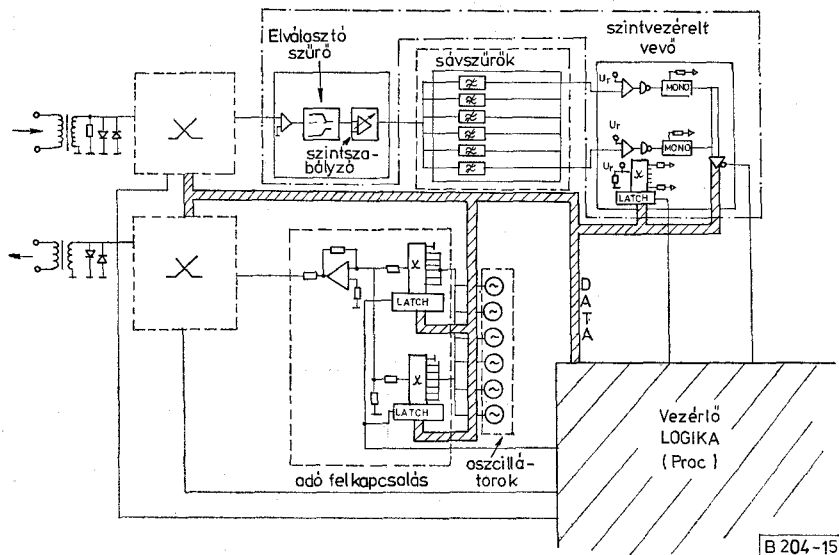 szintvezérelt
vevő
Elválasztó
szűrő
sávszűrők
szintsza-
bályzó
Ur
MONO
Ur
MONO
Ur
LATCH
LATCH
LATCH
DATA
oszcillá-
torok
adó felkapcsalás
Vezérlő
LOGIKA
(Proc)
B 204-15